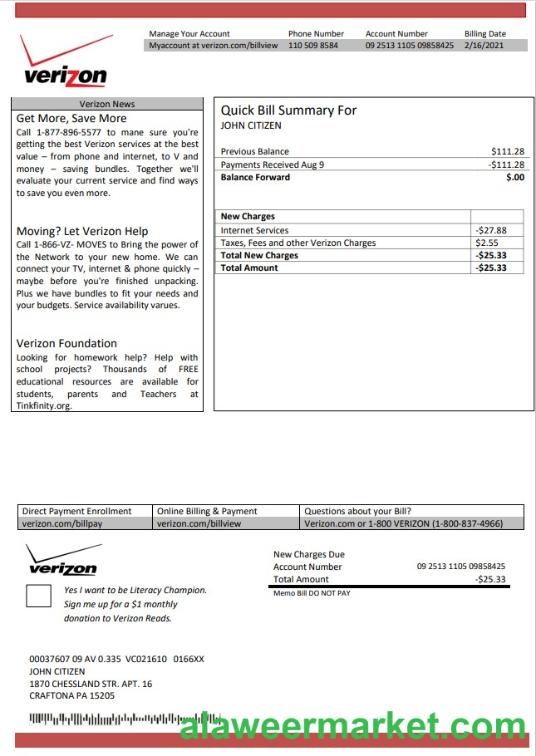 Manage Your Account Phone Number Account Number Billing Date
Myaccount at verizon.com/billview 110 509 8584 09 2513 1105 09858425 2/16/2021
verizon
Verizon News
Get More, Save More
Call 1-877-896-5577 to mane sure you're
getting the best Verizon services at the best
value – from phone and internet, to V and
money – saving bundles. Together we'll
evaluate your current service and find ways
to save you even more.
Moving? Let Verizon Help
Call 1-866-VZ- MOVES to Bring the power of
the Network to your new home. We can
connect your TV, internet & phone quickly –
maybe before you're finished unpacking.
Plus we have bundles to fit your needs and
your budgets. Service availability varues.
Verizon Foundation
Looking for homework help? Help with
school projects? Thousands of FREE
educational resources are available for
students, parents and Teachers at
Tinkfinity.org.
Quick Bill Summary For
JOHN CITIZEN
Previous Balance $111.28
Payments Received Aug 9 -$111.28
Balance Forward $.00
New Charges
Internet Services -$27.88
Taxes, Fees and other Verizon Charges $2.55
Total New Charges -$25.33
Total Amount -$25.33
Direct Payment Enrollment Online Billing & Payment Questions about your Bill?
verizon.com/billpay verizon.com/billview Verizon.com or 1-800 VERIZON (1-800-837-4966)
verizon
Yes I want to be Literacy Champion.
Sign me up for a $1 monthly
donation to Verizon Reads.
New Charges Due
Account Number 09 2513 1105 09858425
Total Amount -$25.33
Memo Bill DO NOT PAY
00037607 09 AV 0.335 VC021610 0166XX
JOHN CITIZEN
1870 CHESSLAND STR. APT. 16
CRAFTONA PA 15205
alaweermarket.com